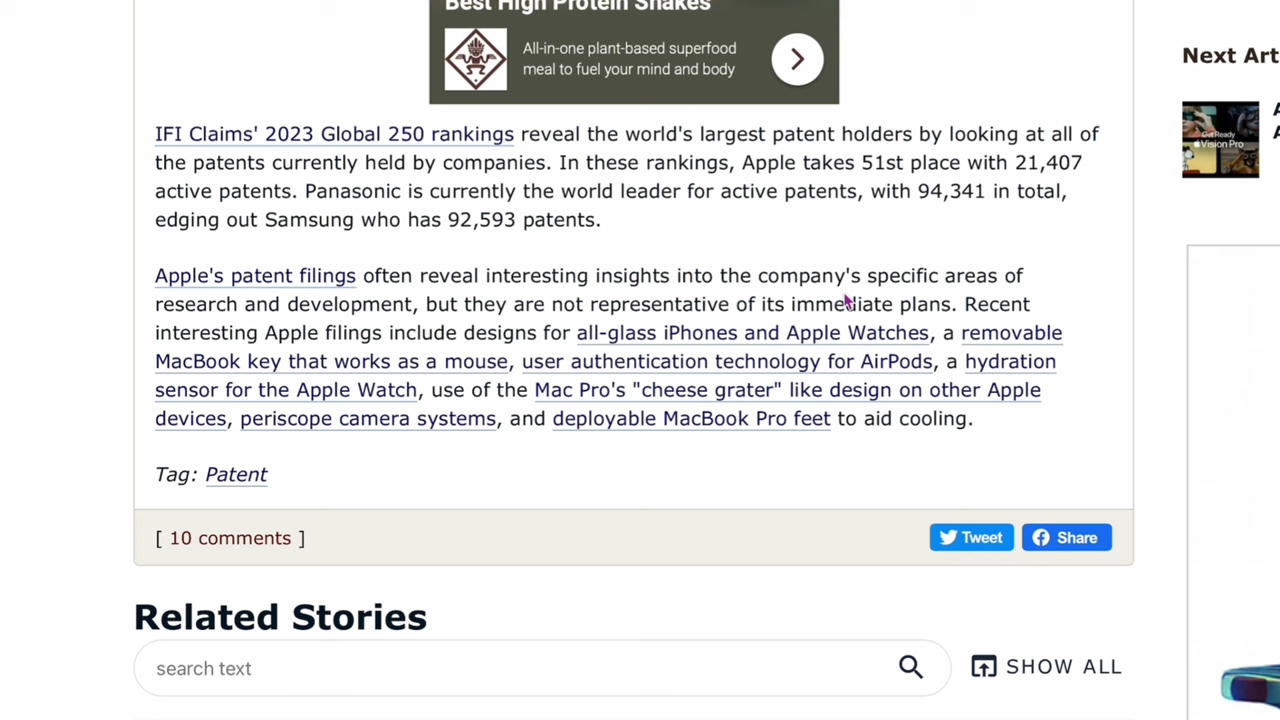 Best High Protein Shakes
All-in-one plant-based superfood
meal to fuel your mind and body
Next Art
IFI Claims' 2023 Global 250 rankings reveal the world's largest patent holders by looking at all of
the patents currently held by companies. In these rankings, Apple takes 51st place with 21,407
active patents. Panasonic is currently the world leader for active patents, with 94,341 in total,
edging out Samsung who has 92,593 patents.
Get Ready
Vision Pro
A
A
Apple's patent filings often reveal interesting insights into the company's specific areas of
research and development, but they are not representative of its immediate plans. Recent
interesting Apple filings include designs for all-glass iPhones and Apple Watches, a removable
MacBook key that works as a mouse, user authentication technology for AirPods, a hydration
sensor for the Apple Watch, use of the Mac Pro's "cheese grater" like design on other Apple
devices, periscope camera systems, and deployable MacBook Pro feet to aid cooling.
Tag: Patent
[ 10 comments ]
Tweet
Share
Related Stories
search text
SHOW ALL